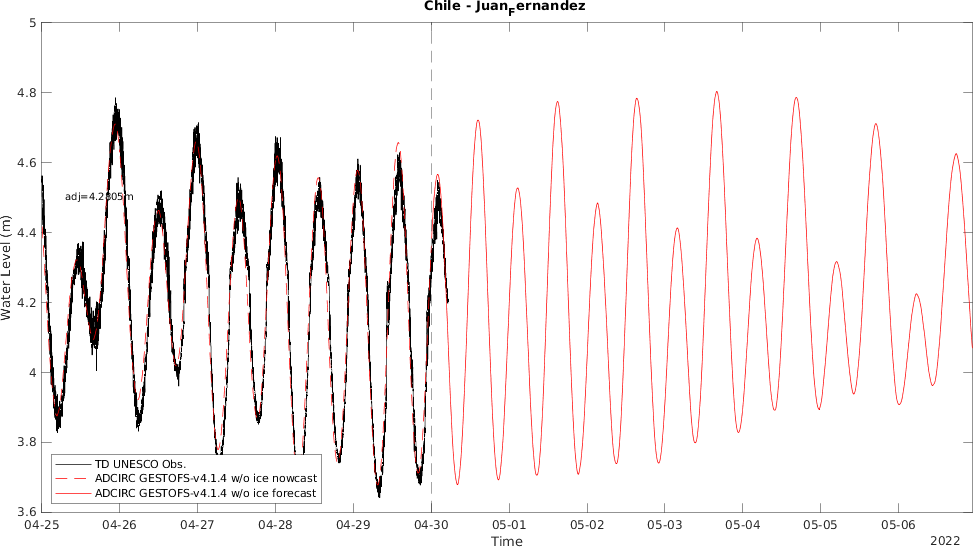 Chile - Juan_Fernandez
5
4.8
4.6
4.4
4.2
4
3.8
3.6
Water Level (m)
adj=4.2805m
TD UNESCO Obs.
ADCIRC GESTOFS-v4.1.4 w/o ice nowcast
ADCIRC GESTOFS-v4.1.4 w/o ice forecast
04-25 04-26 04-27 04-28 04-29 04-30 05-01 05-02 05-03 05-04 05-05 05-06
Time
2022